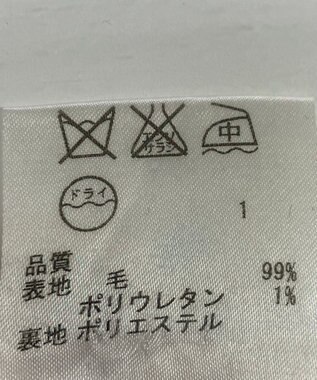 エンソ
サラシ
中
ドライ
1
品質
表地 毛 99%
ポリウレタン 1%
裏地 ポリエステル